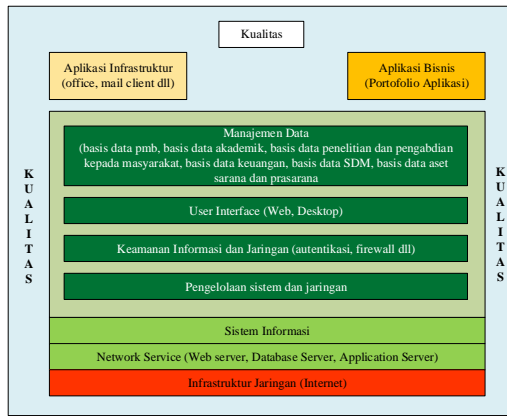 Kualitas
Aplikasi Infrastruktur
(office, mail client dll)
Aplikasi Bisnis
(Portofolio Aplikasi)
KUALITAS
Manajemen Data
(basis data pmb, basis data akademik, basis data penelitian dan pengabdian
kepada masyarakat, basis data keuangan, basis data SDM, basis data aset
sarana dan prasarana
User Interface (Web, Desktop)
Keamanan Informasi dan Jaringan (autentikasi, firewall dll)
Pengelolaan sistem dan jaringan
KUALITAS
Sistem Informasi
Network Service (Web server, Database Server, Application Server)
Infrastruktur Jaringan (Internet)